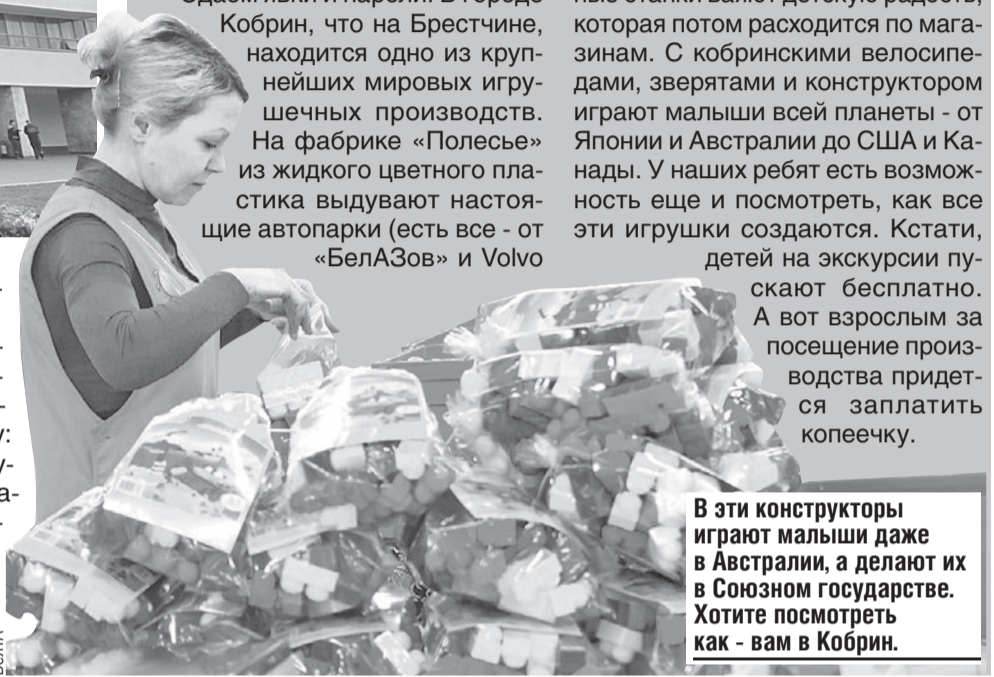 Кобрин, что на Брестчине,
находится одно из круп-
нейших мировых игру-
шечных производств.
На фабрике «Полесье»
из жидкого цветного пла-
стика выдувают настоя-
щие автопарки (есть все - от
«БелАЗов» и Volvo
которая потом расходится по мага-
зинам. С кобринскими велосипе-
дами, зверятами и конструктором
играют малыши всей планеты - от
Японии и Австралии до США и Ка-
нады. У наших ребят есть возмож-
ность еще и посмотреть, как все
эти игрушки создаются. Кстати,
детей на экскурсии пу-
скают бесплатно.
А вот взрослым за
посещение произ-
водства придет-
ся заплатить
копеечку.
В эти конструкторы
играют малыши даже
в Австралии, а делают их
в Союзном государстве.
Хотите посмотреть
как - вам в Кобрин.